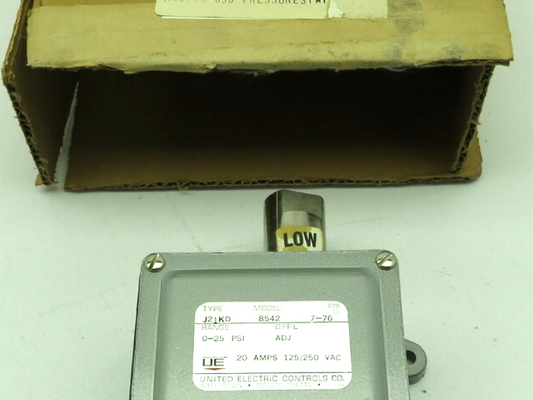 LOW
TYPE MODEL
J21KD 8542 7-76
RANGE DIFFL
0-25 PSI ADJ
UE 20 AMPS 125/250 VAC
UNITED ELECTRIC CONTROLS CO.